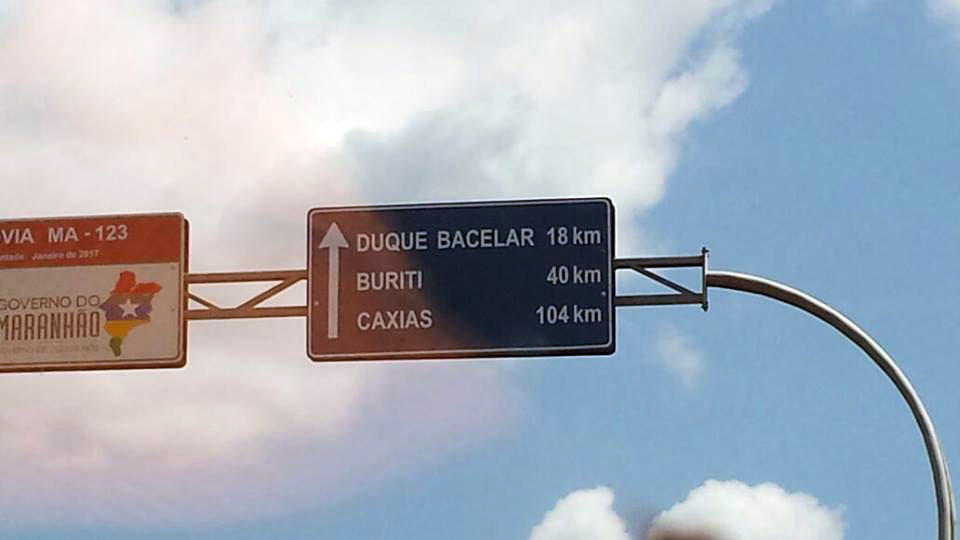 VIA MA - 123
Janeiro de 2017
GOVERNO DO
MARANHÃO
DUQUE BACELAR 18 km
BURITI 40 km
CAXIAS 104 km